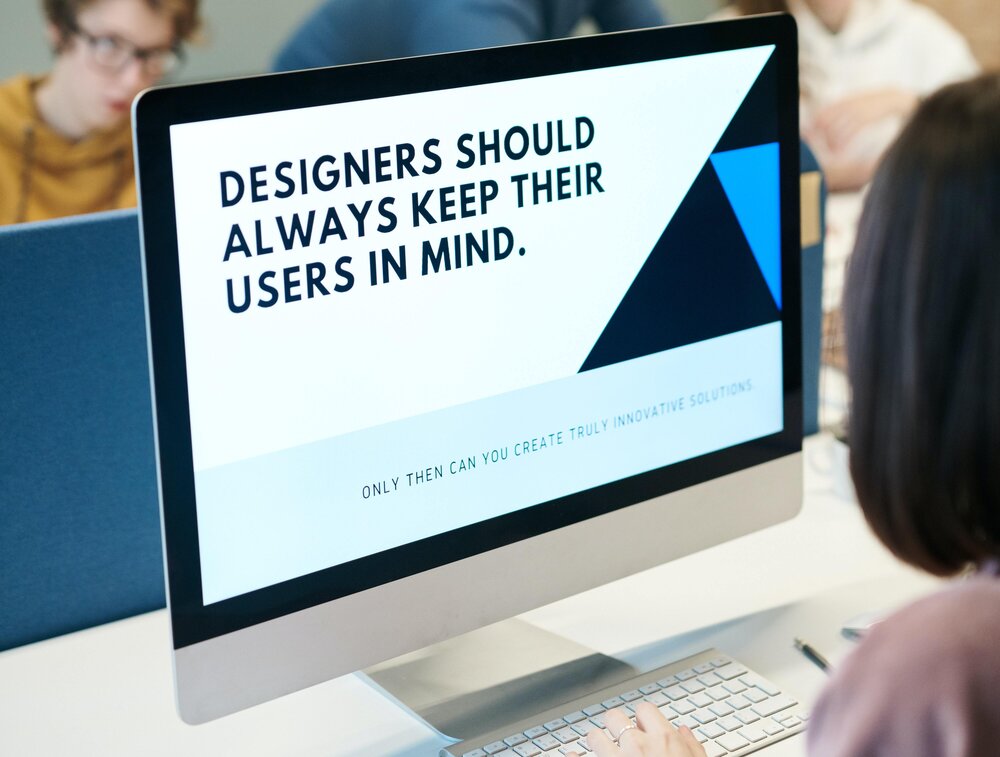 DESIGNERS SHOULD
ALWAYS KEEP THEIR
USERS IN MIND.
ONLY THEN CAN YOU CREATE TRULY INNOVATIVE SOLUTIONS.